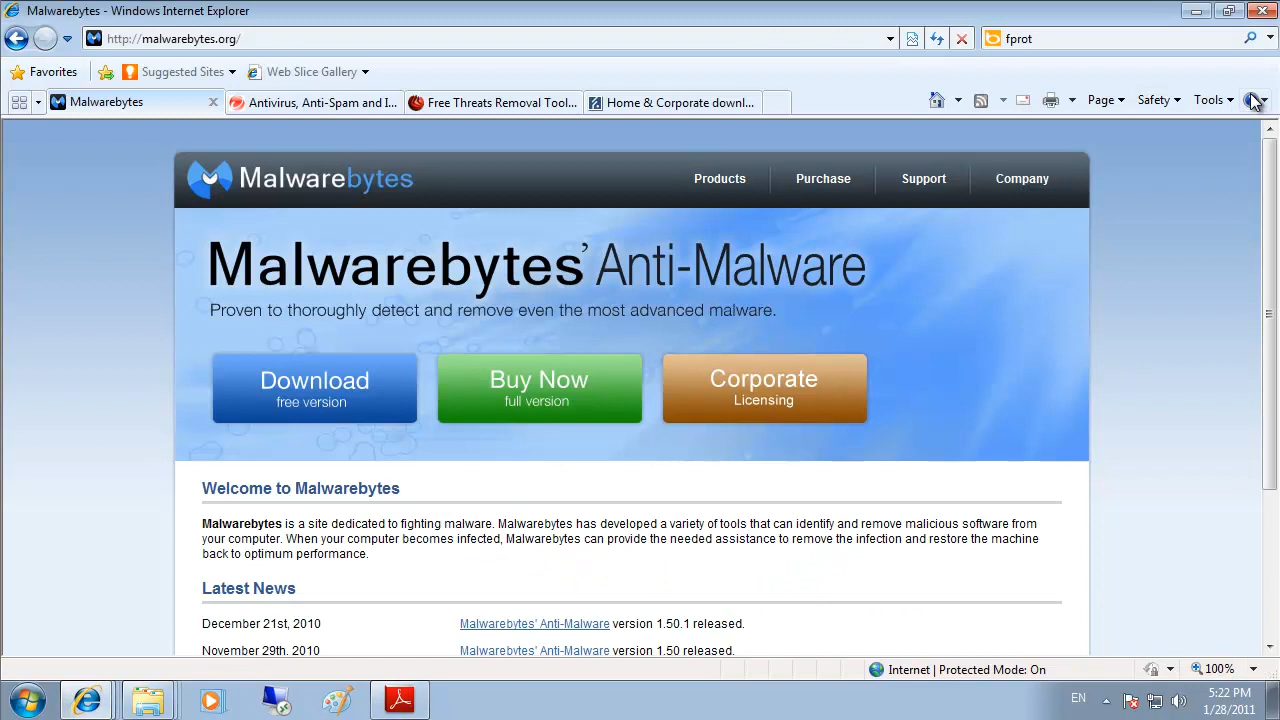 Malwarebytes - Windows Internet Explorer
http://malwarebytes.org/
fprot
Favorites
Suggested Sites
Web Slice Gallery
Malwarebytes
Antivirus, Anti-Spam and I...
Free Threats Removal Tool...
Home & Corporate downl...
Page
Safety
Tools
Malwarebytes
Products
Purchase
Support
Company
Malwarebytes' Anti-Malware
Proven to thoroughly detect and remove even the most advanced malware.
Download
free version
Buy Now
full version
Corporate
Licensing
Welcome to Malwarebytes
Malwarebytes is a site dedicated to fighting malware. Malwarebytes has developed a variety of tools that can identify and remove malicious software from
your computer. When your computer becomes infected, Malwarebytes can provide the needed assistance to remove the infection and restore the machine
back to optimum performance.
Latest News
December 21st, 2010 Malwarebytes' Anti-Malware version 1.50.1 released.
November 29th, 2010 Malwarebytes' Anti-Malware version 1.50 released.
Internet | Protected Mode: On
100%
EN
5:22 PM
1/28/2011